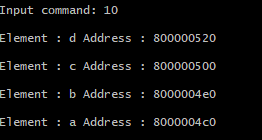 Input command: 10
Element : d Address : 800000520
Element : c Address : 800000500
Element : b Address : 8000004e0
Element : a Address : 8000004c0